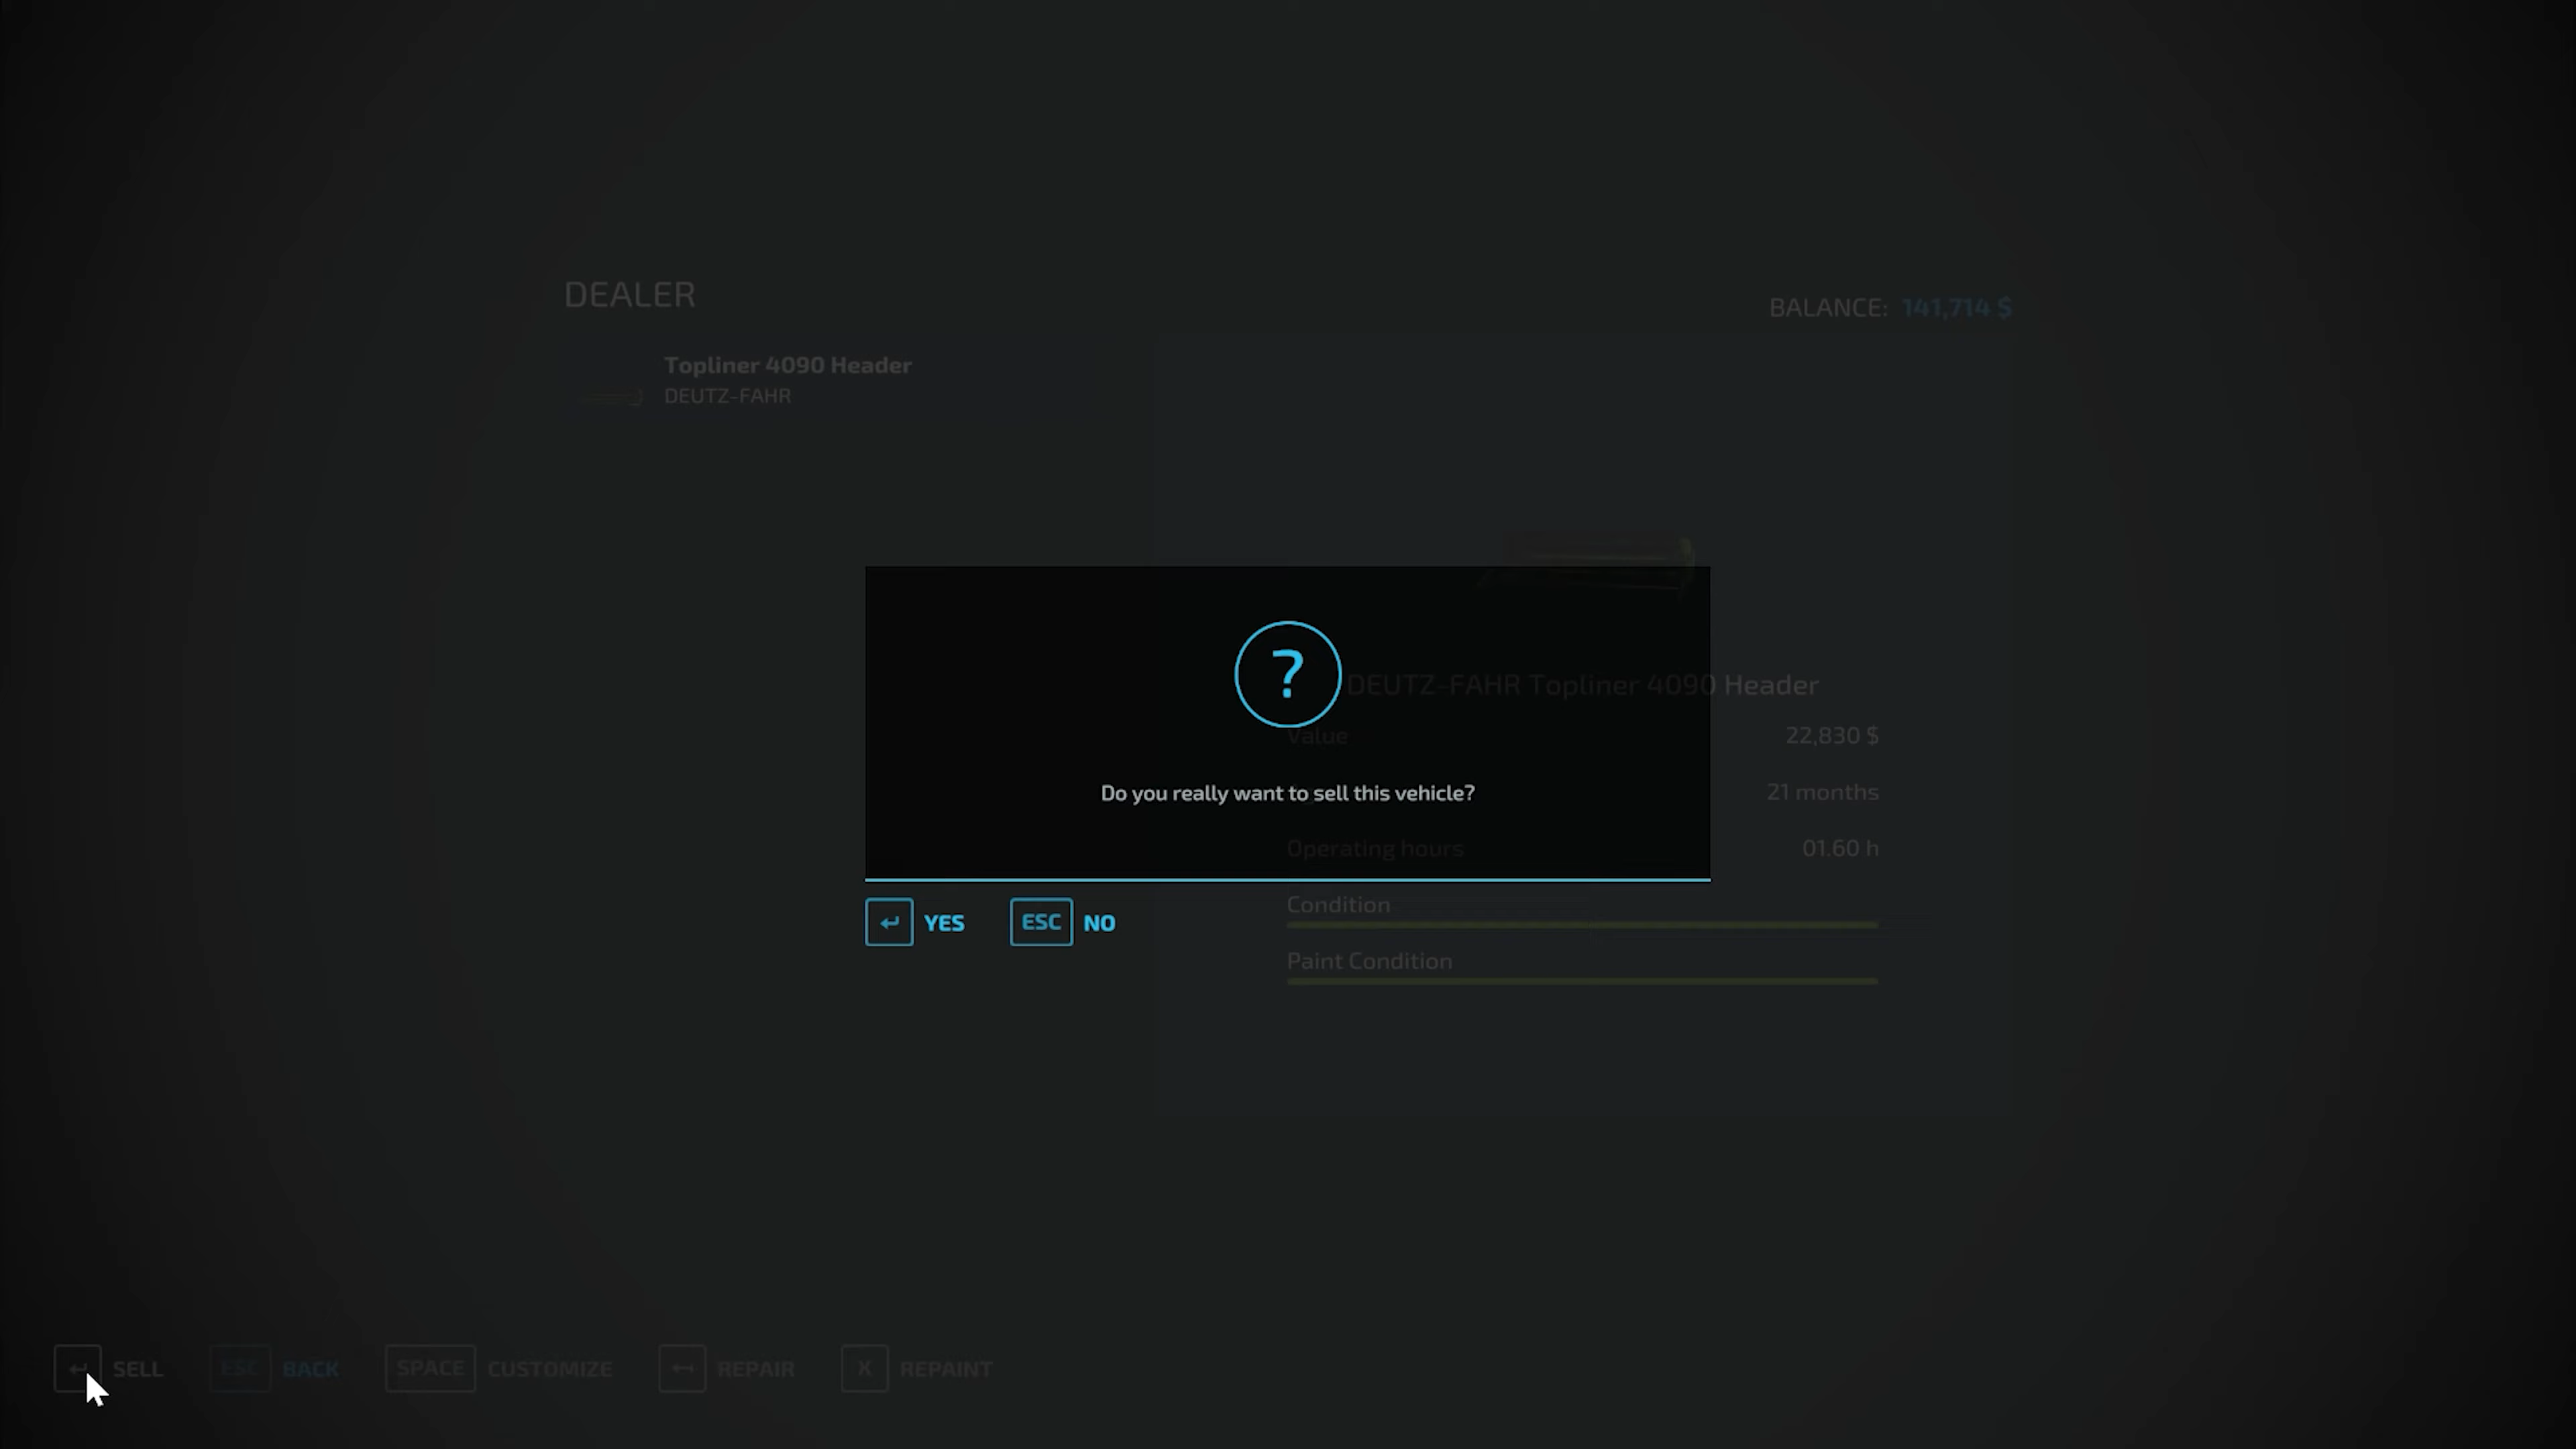 DEALER
BALANCE: 141,714 $
Topliner 4090 Header
DEUTZ-FAHR
?
DEUTZ-FAHR Topliner 4090 Header
Value 22,830 $
Do you really want to sell this vehicle?
21 months
Operating hours 01.60 h
YES ESC NO
Condition
Paint Condition
SELL ESC BACK SPACE CUSTOMIZE REPAIR X REPAINT